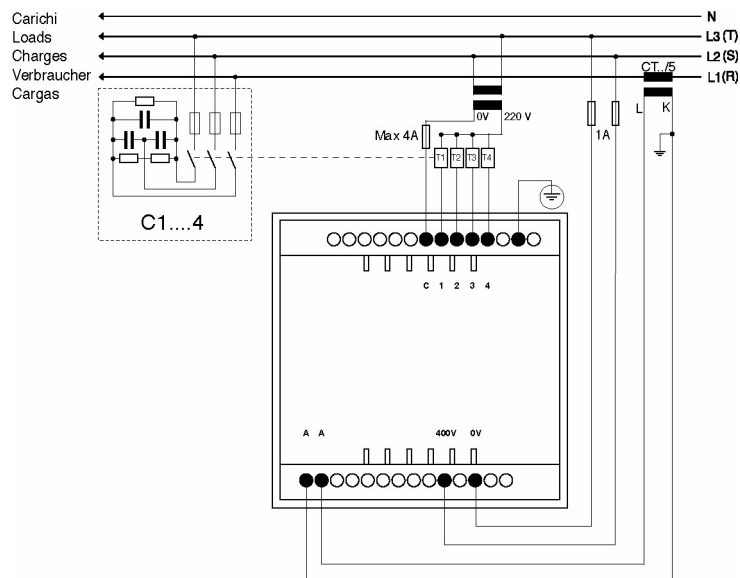 Carichi
Loads
Charges
Verbraucher
Cargas
N
L3 (T)
L2 (S)
L1(R)
CT../5
L K
0V 220 V
Max 4A
1A
T1 T2 T3 T4
C1....4
C 1 2 3 4
A A 400V 0V